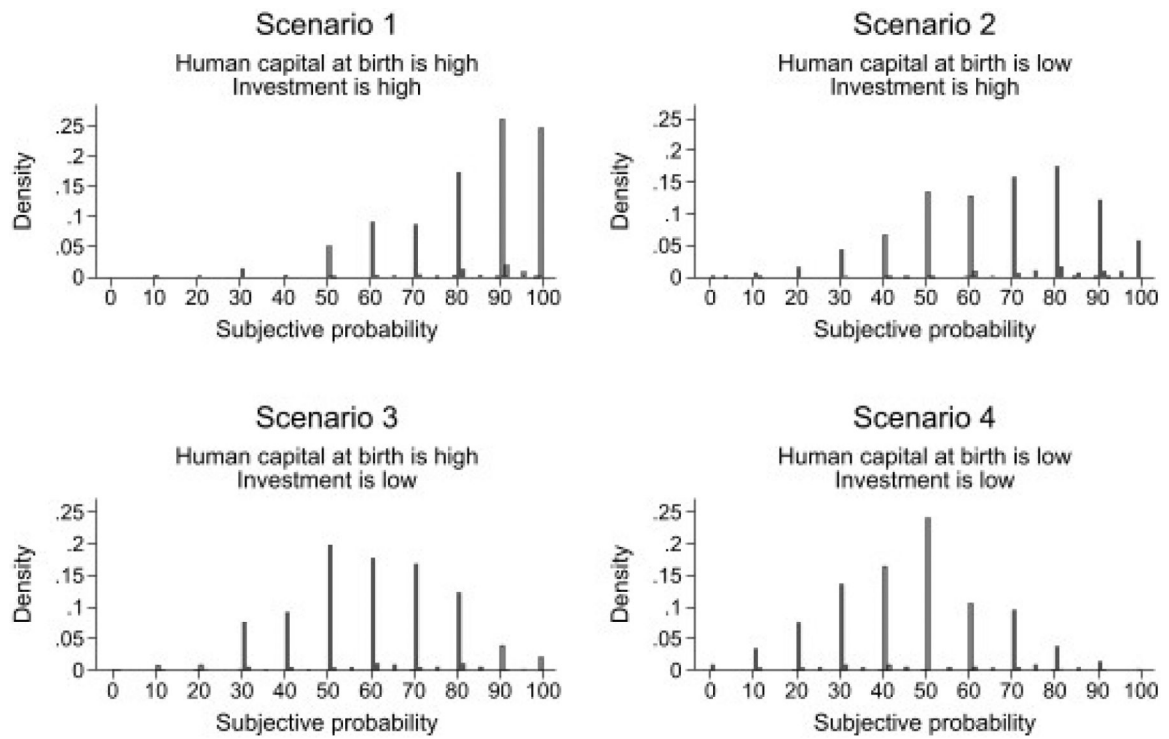 Scenario 1
Human capital at birth is high
Investment is high
Density
.25
.2
.15
.1
.05
0
0 10 20 30 40 50 60 70 80 90 100
Subjective probability
Scenario 2
Human capital at birth is low
Investment is high
Density
.25
.2
.15
.1
.05
0
0 10 20 30 40 50 60 70 80 90 100
Subjective probability
Scenario 3
Human capital at birth is high
Investment is low
Density
.25
.2
.15
.1
.05
0
0 10 20 30 40 50 60 70 80 90 100
Subjective probability
Scenario 4
Human capital at birth is low
Investment is low
Density
.25
.2
.15
.1
.05
0
0 10 20 30 40 50 60 70 80 90 100
Subjective probability